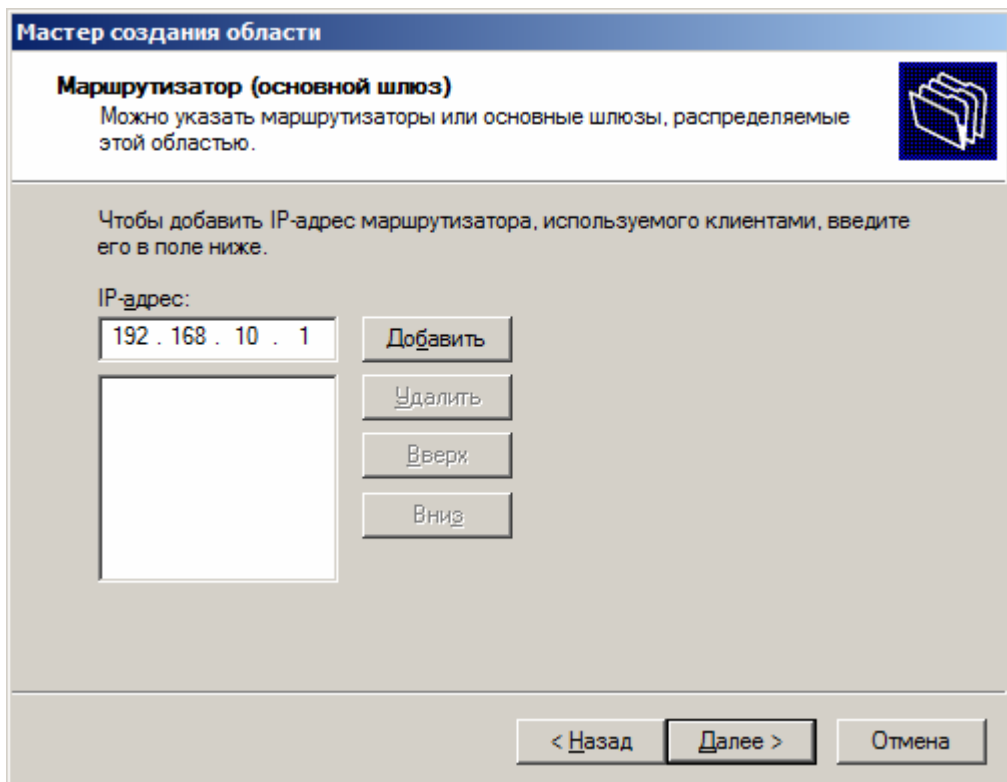 Мастер создания области
Маршрутизатор (основной шлюз)
Можно указать маршрутизаторы или основные шлюзы, распределяемые
этой областью.
Чтобы добавить IP-адрес маршрутизатора, используемого клиентами, введите
его в поле ниже.
IP-адрес:
192 . 168 . 10 . 1
Добавить
Удалить
Вверх
Вниз
< Назад
Далее >
Отмена